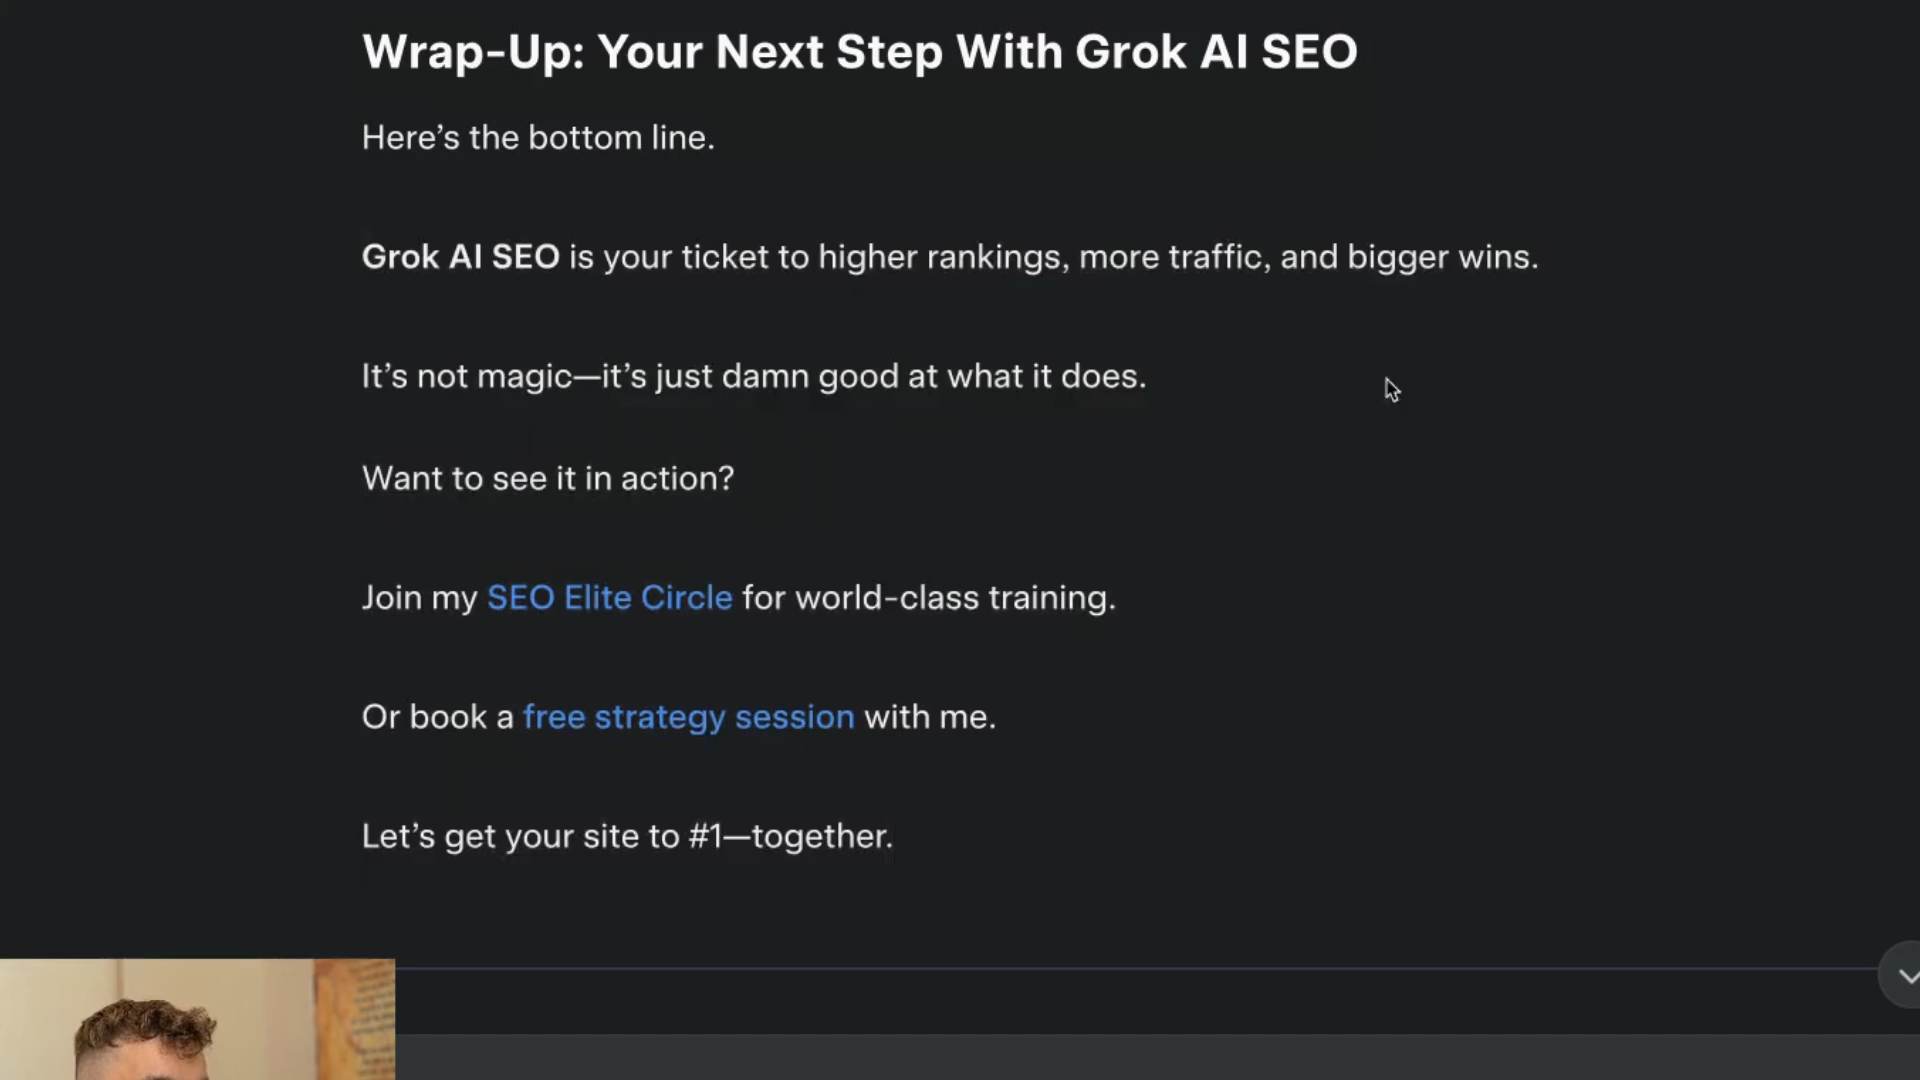 Wrap-Up: Your Next Step With Grok AI SEO
Here’s the bottom line.
Grok AI SEO is your ticket to higher rankings, more traffic, and bigger wins.
It’s not magic—it’s just damn good at what it does.
Want to see it in action?
Join my SEO Elite Circle for world-class training.
Or book a free strategy session with me.
Let’s get your site to #1—together.